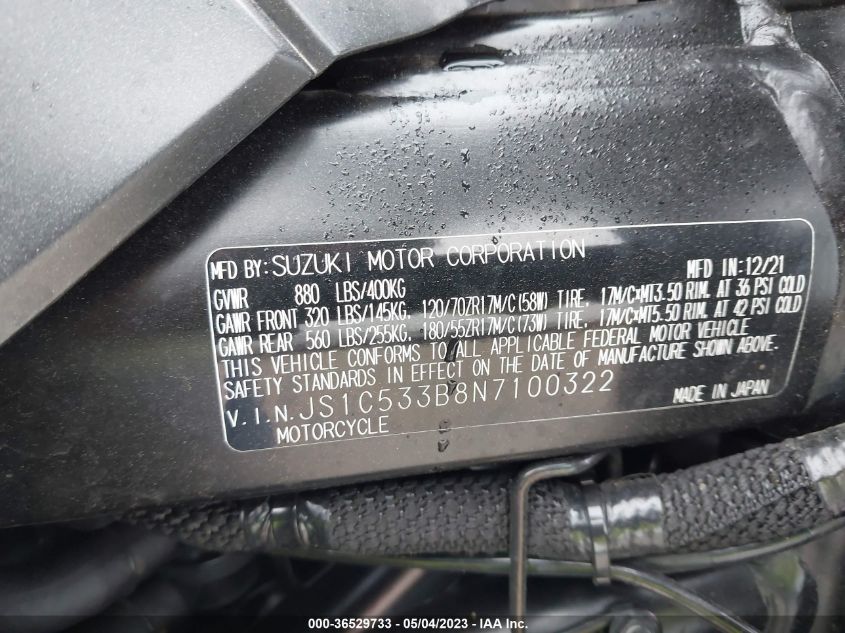 MFD BY:SUZUKI MOTOR CORPORATION MFD IN:12/21
GVWR 880 LBS/400KG
GAWR FRONT 320 LBS/145KG, 120/70ZR17M/C(58W) TIRE, 17M/C×MT3.50 RIM, AT 36 PSI COLD
GAWR REAR 560 LBS/255KG, 180/55ZR17M/C(73W) TIRE, 17M/C×MT5.50 RIM, AT 42 PSI COLD
THIS VEHICLE CONFORMS TO ALL APPLICABLE FEDERAL MOTOR VEHICLE
SAFETY STANDARDS IN EFFECT ON THE DATE OF MANUFACTURE SHOWN ABOVE.
V.I.N.JS1C533B8N7100322 MADE IN JAPAN
MOTORCYCLE
000-36529733 - 05/04/2023 - IAA Inc.